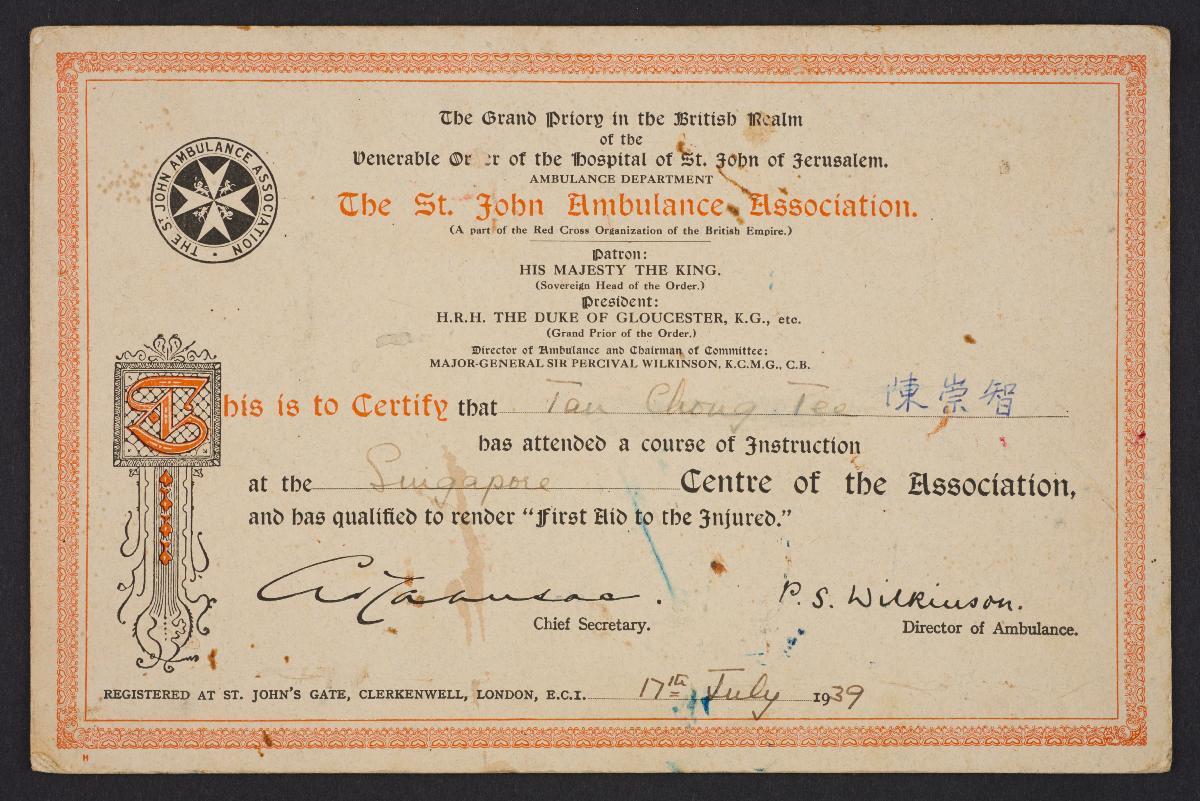 The Grand Priory in the British Realm
of the
Venerable Order of the Hospital of St. John of Jerusalem.
AMBULANCE DEPARTMENT
The St. John Ambulance Association.
(A part of the Red Cross Organization of the British Empire.)
THE ST JOHN AMBULANCE ASSOCIATION
Patron:
HIS MAJESTY THE KING.
(Sovereign Head of the Order.)
President:
H.R.H. THE DUKE OF GLOUCESTER, K.G., etc.
(Grand Prior of the Order.)
Director of Ambulance and Chairman of Committee:
MAJOR-GENERAL SIR PERCIVAL WILKINSON, K.C.M.G., C.B.
This is to Certify that Tan Chong Tee 陳崇智
has attended a course of Instruction
at the Singapore Centre of the Association,
and has qualified to render "First Aid to the Injured."
P. S. Wilkinson.
Chief Secretary. Director of Ambulance.
REGISTERED AT ST. JOHN'S GATE, CLERKENWELL, LONDON, E.C.1. 17th July 1939
H